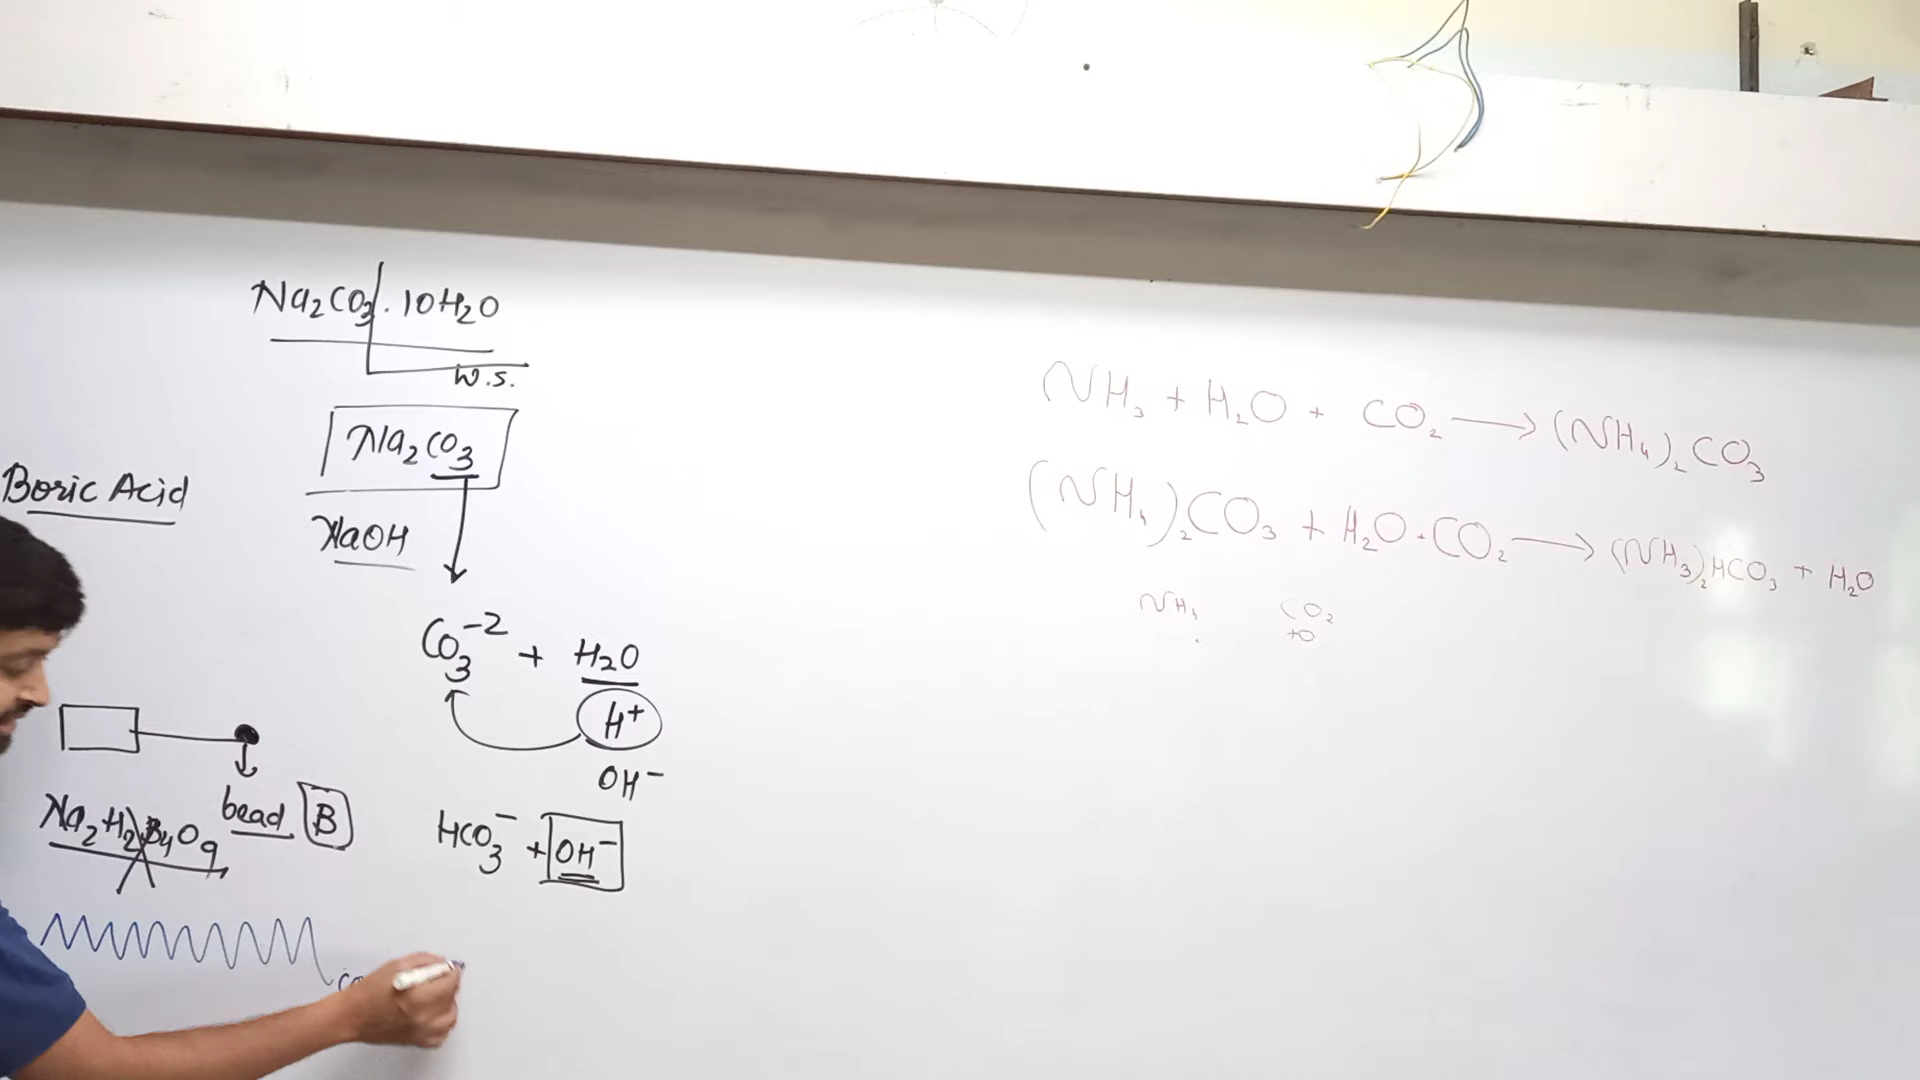 Na₂CO₃ · 10H₂O
W.S.
Na₂CO₃
NaOH
Boric Acid
CO₃⁻² + H₂O
H⁺
OH⁻
bead B
Na₂H₂B₄O₉
HCO₃⁻ + OH⁻
NH₃ + H₂O + CO₂ ⟶ (NH₄)₂CO₃
(NH₄)₂CO₃ + H₂O + CO₂ ⟶ (NH₃)₂HCO₃ + H₂O
NH₄ CO₂